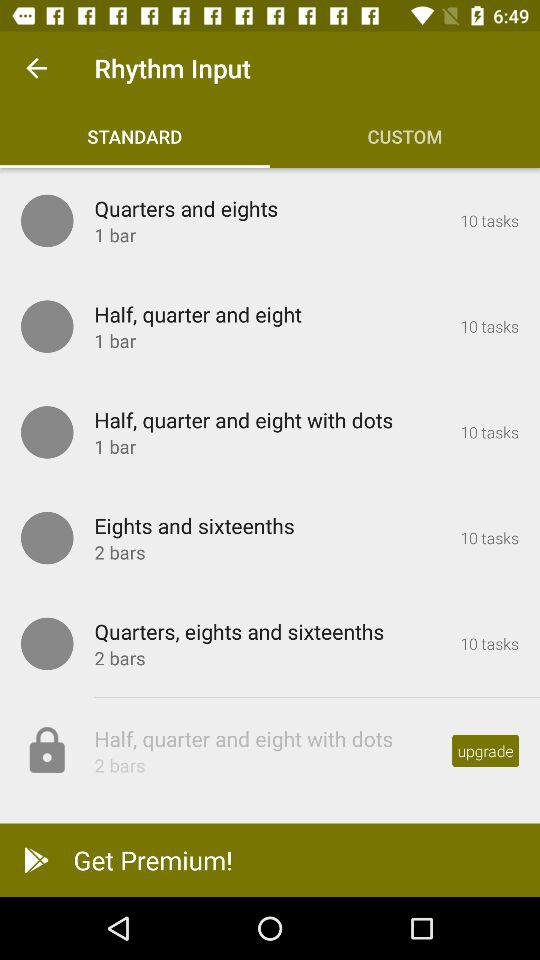 6:49
Rhythm Input
STANDARD
CUSTOM
Quarters and eights
1 bar
10 tasks
Half, quarter and eight
1 bar
10 tasks
Half, quarter and eight with dots
1 bar
10 tasks
Eights and sixteenths
2 bars
10 tasks
Quarters, eights and sixteenths
2 bars
10 tasks
Half, quarter and eight with dots
2 bars
upgrade
Get Premium!